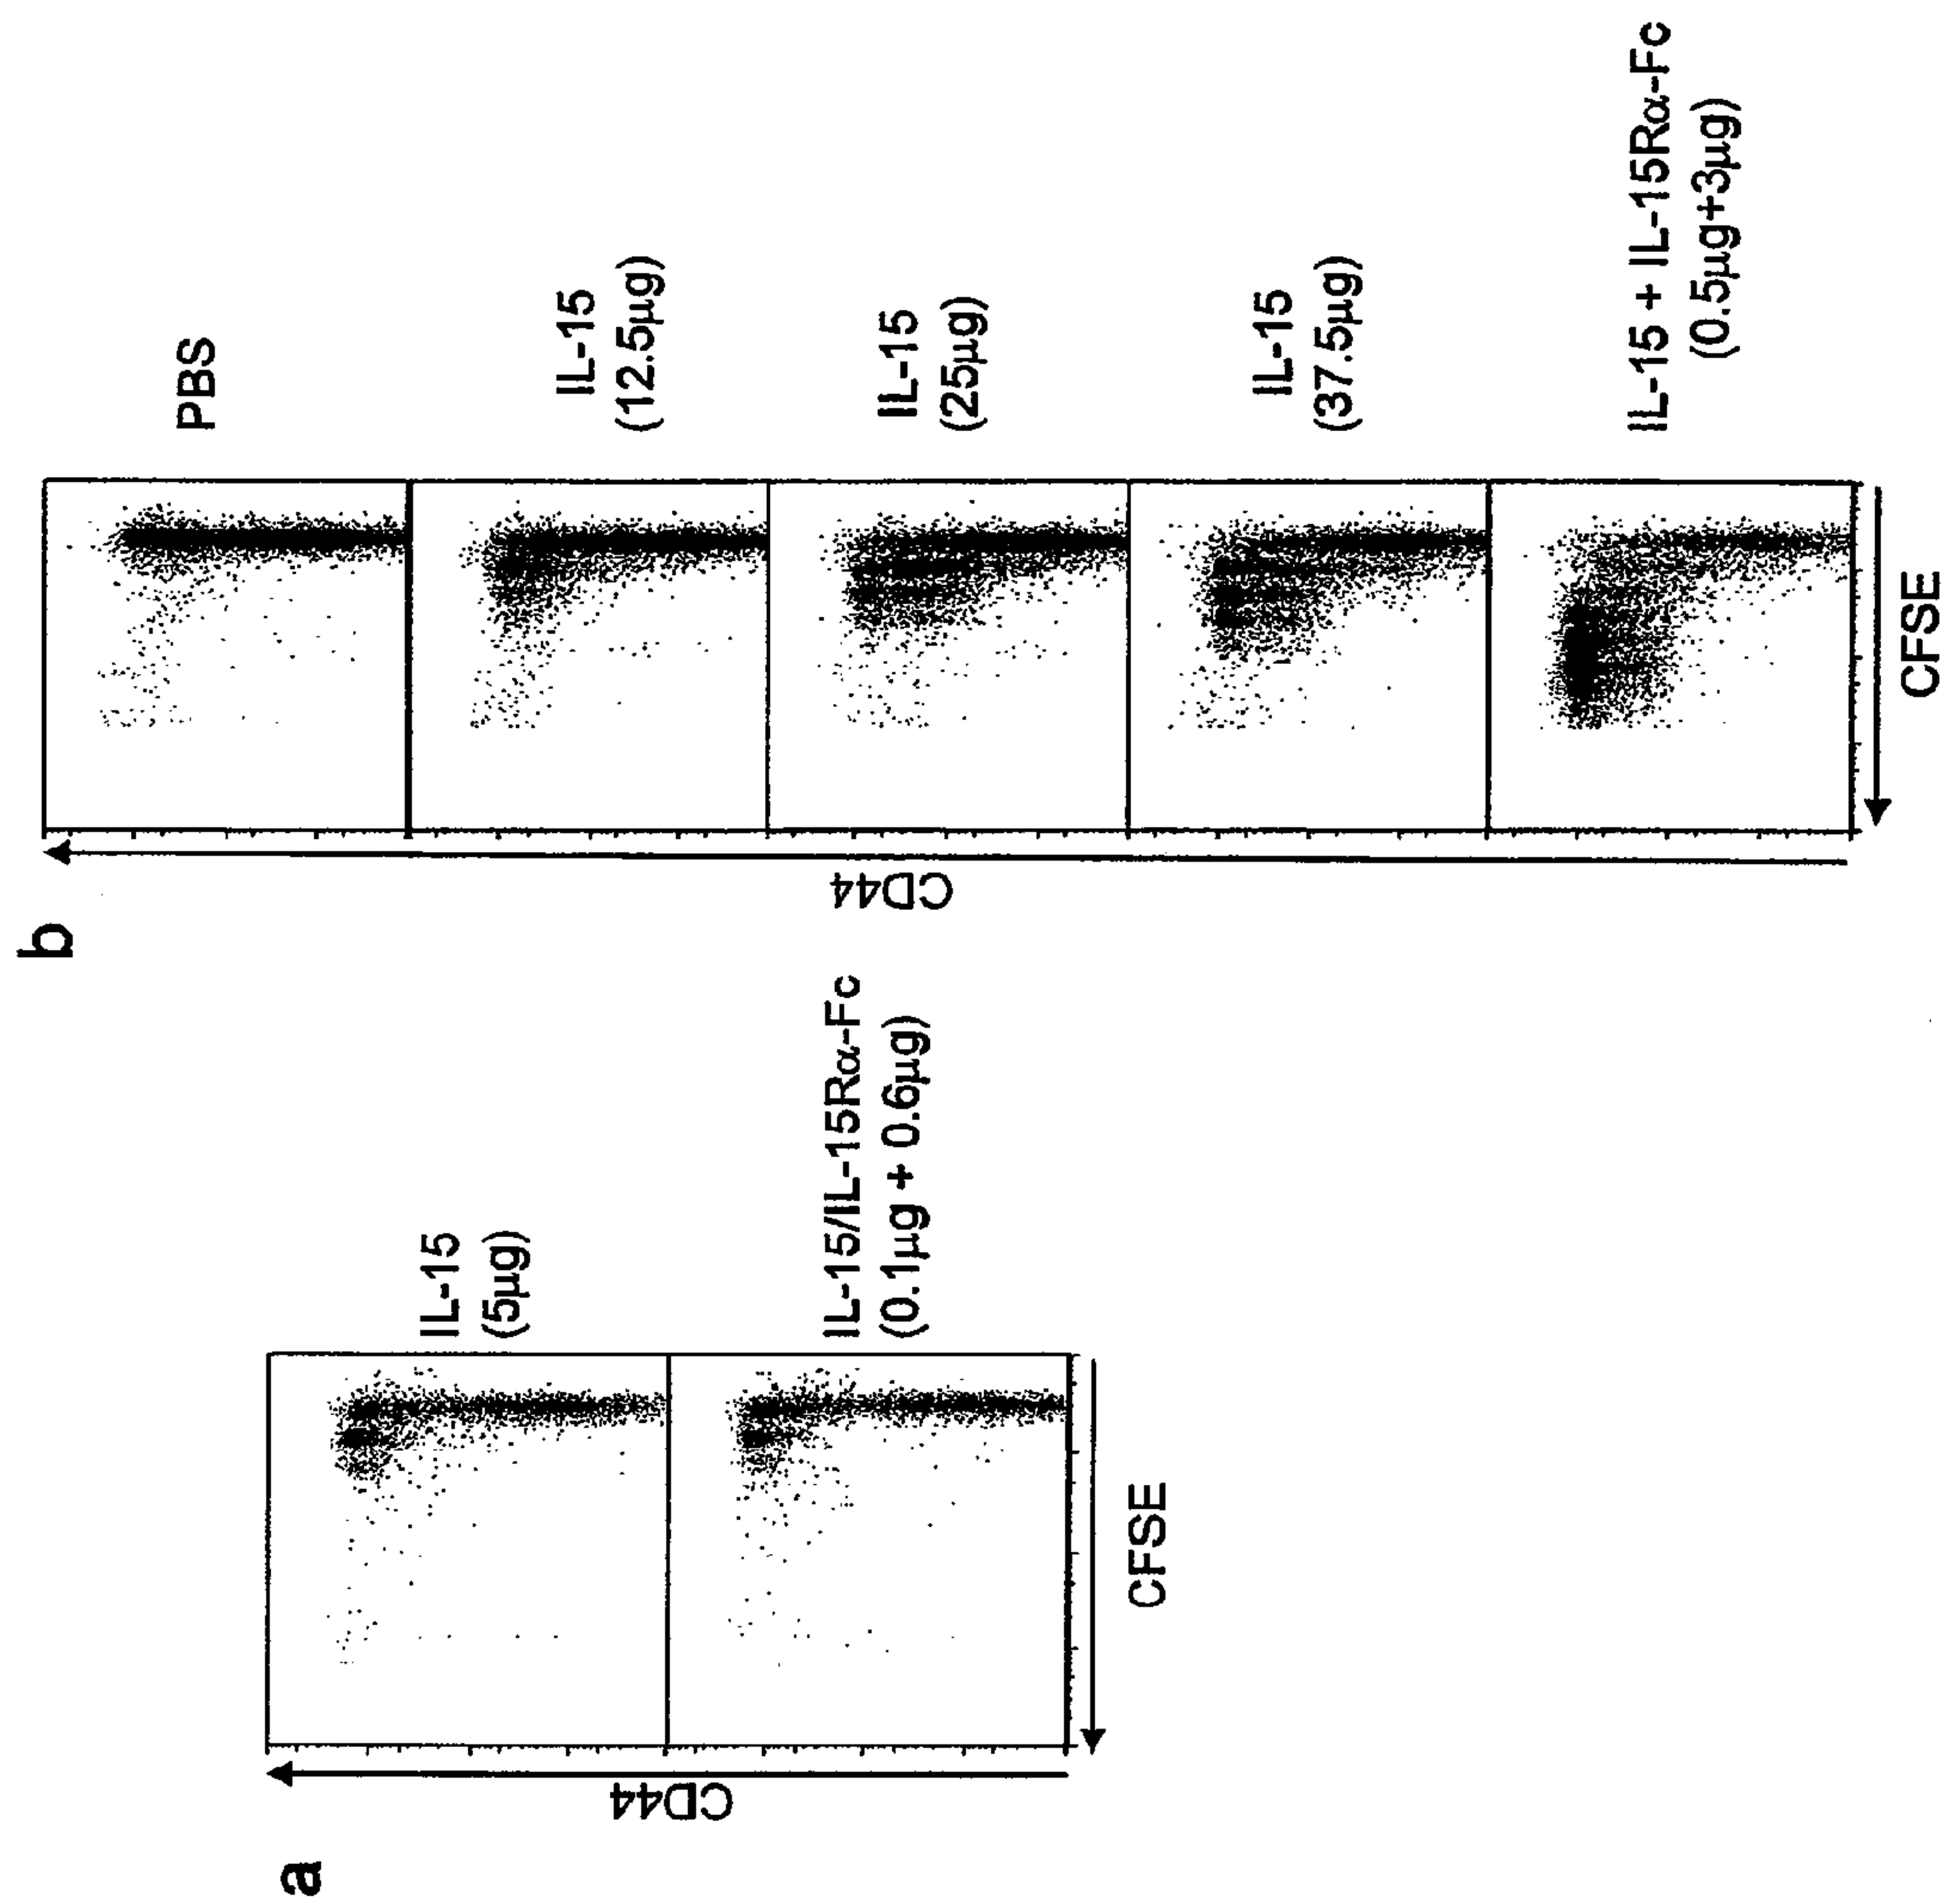 a
CD44
IL-15
(5µg)
IL-15/IL-15Rα-Fc
(0.1µg + 0.6µg)
CFSE
b
CD44
PBS
IL-15
(12.5µg)
IL-15
(25µg)
IL-15
(37.5µg)
IL-15 + IL-15Rα-Fc
(0.5µg+3µg)
CFSE